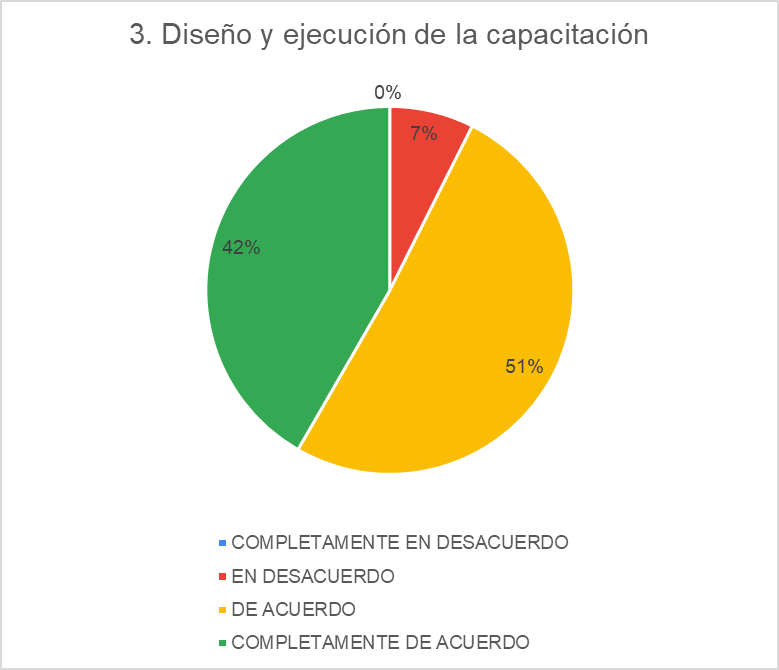 3. Diseño y ejecución de la capacitación
0%
7%
42%
51%
COMPLETAMENTE EN DESACUERDO
EN DESACUERDO
DE ACUERDO
COMPLETAMENTE DE ACUERDO